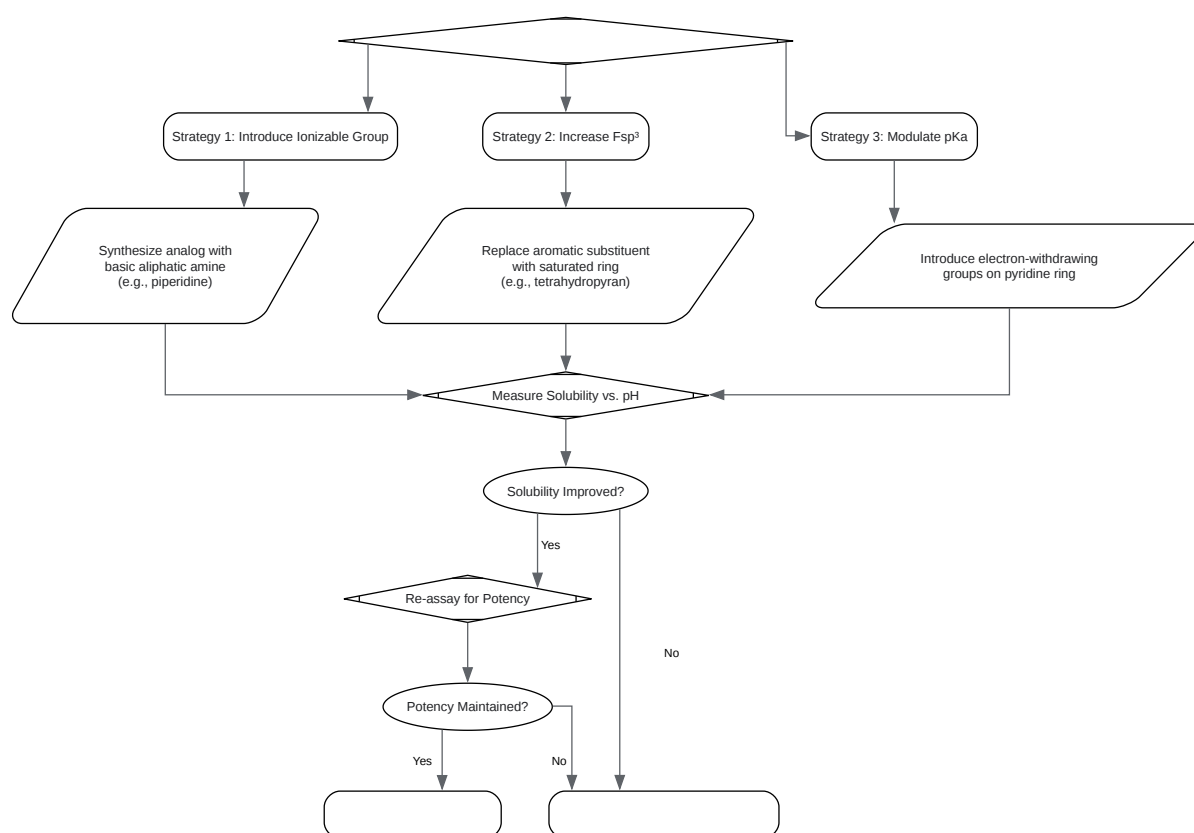 Strategy 1: Introduce Ionizable Group
Strategy 2: Increase Fsp³
Strategy 3: Modulate pKa
Synthesize analog with
basic aliphatic amine
(e.g., piperidine)
Replace aromatic substituent
with saturated ring
(e.g., tetrahydropyran)
Introduce electron-withdrawing
groups on pyridine ring
Measure Solubility vs. pH
Solubility Improved?
Yes
Re-assay for Potency
No
Potency Maintained?
Yes
No